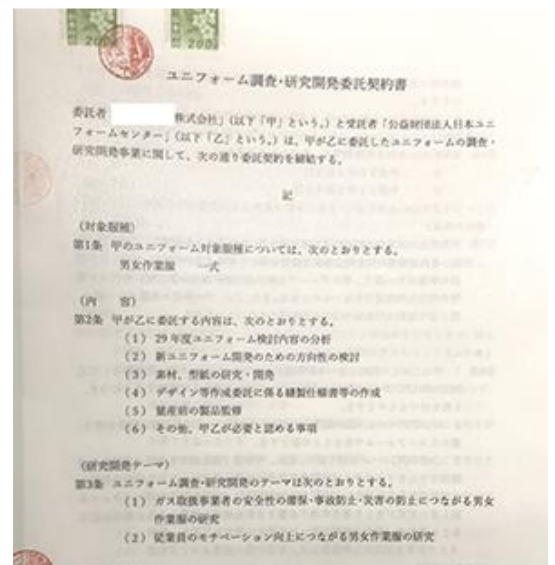 200 200
ユニフォーム調査・研究開発委託契約書
委託者 株式会社」(以下「甲」という。)と受託者「公益財団法人日本ユニ
フォームセンター」(以下「乙」という。)は、甲が乙に委託したユニフォームの調査・
研究開発事業に関して、次の通り委託契約を締結する。
記
(対象服種)
第1条 甲のユニフォーム対象服種については、次のとおりとする。
男女作業服 一式
(内 容)
第2条 甲が乙に委託する内容は、次のとおりとする。
(1) 29年度ユニフォーム検討内容の分析
(2) 新ユニフォーム開発のための方向性の検討
(3) 素材、型紙の研究・開発
(4) デザイン等作成委託に係る縫製仕様書等の作成
(5) 量産前の製品監修
(6) その他、甲乙が必要と認める事項
(研究開発テーマ)
第3条 ユニフォーム調査・研究開発のテーマは次のとおりとする。
(1) ガス取扱事業者の安全性の確保・事故防止・災害の防止につながる男女
作業服の研究
(2) 従業員のモチベーション向上につながる男女作業服の研究